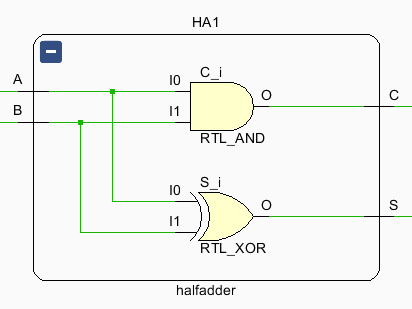 HA1
A
B
C_i
I0
I1
O
RTL_AND
C
S_i
I0
I1
O
RTL_XOR
S
halfadder